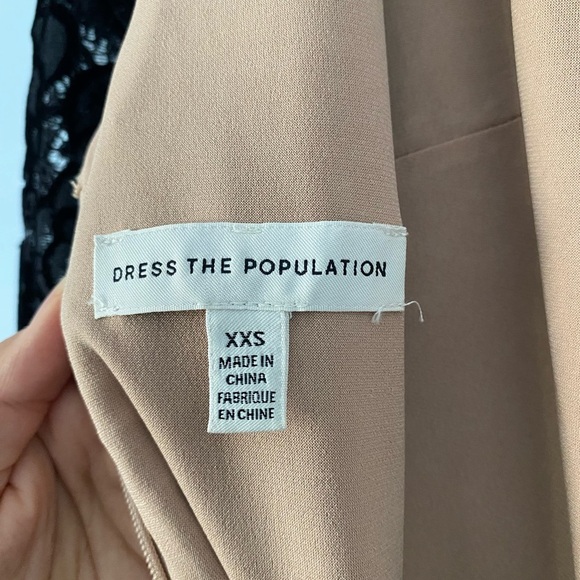 DRESS THE POPULATION
XXS
MADE IN
CHINA
FABRIQUE
EN CHINE